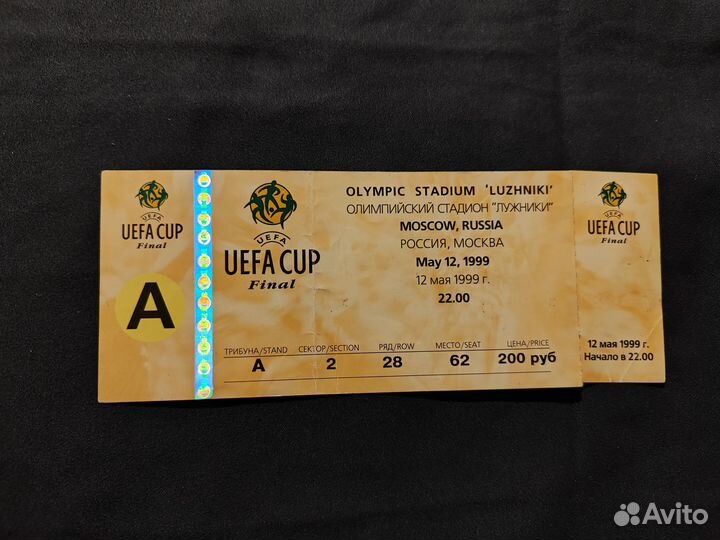 UEFA CUP
Final
A
UEFA
UEFA CUP
Final
OLYMPIC STADIUM 'LUZHNIKI'
ОЛИМПИЙСКИЙ СТАДИОН "ЛУЖНИКИ"
MOSCOW, RUSSIA
РОССИЯ, МОСКВА
May 12, 1999
12 мая 1999 г.
22.00
ТРИБУНА/STAND СЕКТОР/SECTION РЯД/ROW МЕСТО/SEAT ЦЕНА/PRICE
A 2 28 62 200 руб
UEFA CUP
Final
12 мая 1999 г.
Начало в 22.00
Avito